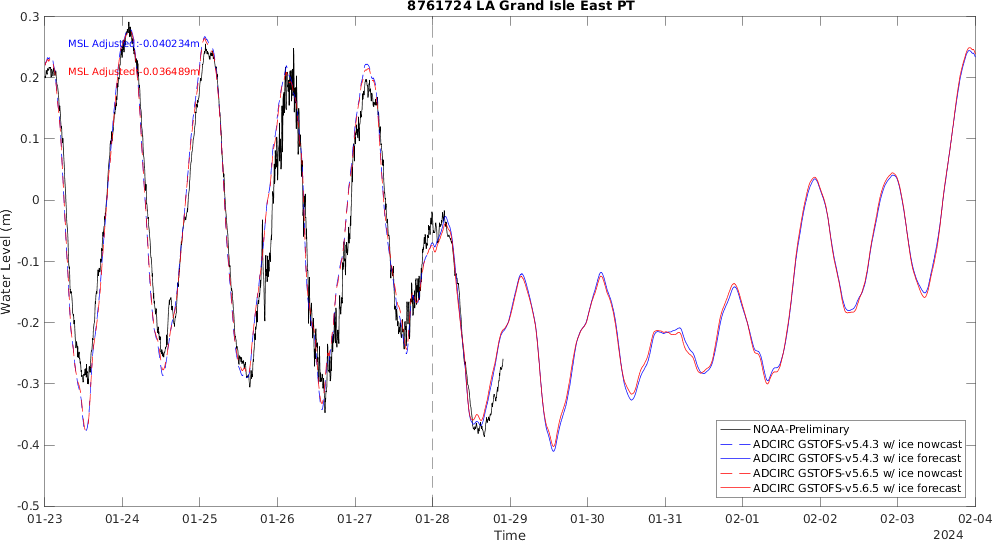 8761724 LA Grand Isle East PT
MSL Adjusted:-0.040234m
MSL Adjusted:-0.036489m
0.3
0.2
0.1
0
-0.1
-0.2
-0.3
-0.4
-0.5
Water Level (m)
NOAA-Preliminary
ADCIRC GSTOFS-v5.4.3 w/ ice nowcast
ADCIRC GSTOFS-v5.4.3 w/ ice forecast
ADCIRC GSTOFS-v5.6.5 w/ ice nowcast
ADCIRC GSTOFS-v5.6.5 w/ ice forecast
01-23 01-24 01-25 01-26 01-27 01-28 01-29 01-30 01-31 02-01 02-02 02-03 02-04
Time
2024